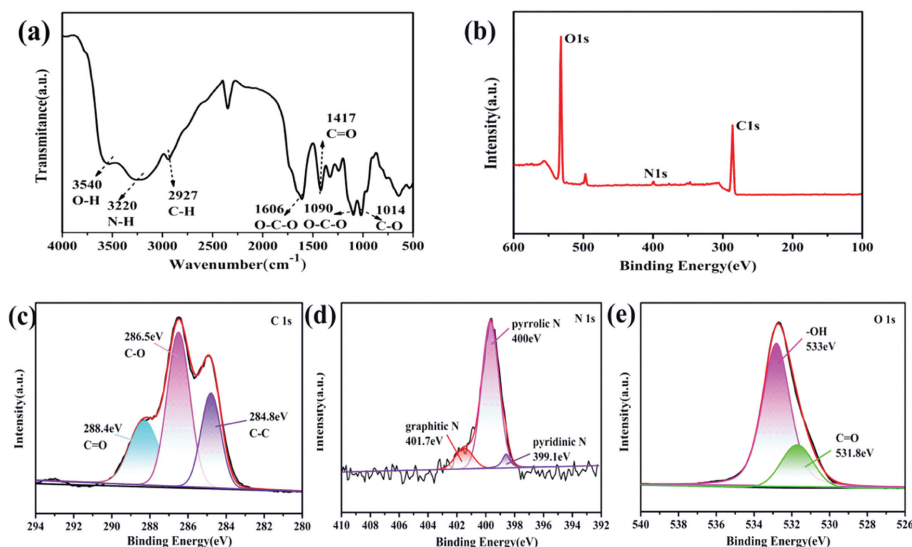 (a)
Transmitance(a.u.)
3540
O-H
3220
N-H
2927
C-H
1417
C=O
1606
O-C-O
1090
O-C-O
1014
C-O
4000 3500 3000 2500 2000 1500 1000 500
Wavenumber(cm-1)
(b)
Intensity(a.u.)
O1s
N1s
C1s
600 500 400 300 200 100
Binding Energy(eV)
(c)
C 1s
Intensity(a.u.)
286.5eV
C-O
288.4eV
C=O
284.8eV
C-C
294 292 290 288 286 284 282 280
Binding Energy(eV)
(d)
N 1s
Intensnty(a.u.)
pyrrolic N
400eV
graphitic N
401.7eV
pyridinic N
399.1eV
410 408 406 404 402 400 398 396 394 392
Binding Energy(eV)
(e)
O 1s
Intensity(a.u.)
-OH
533eV
C=O
531.8eV
540 538 536 534 532 530 528 526
Binding Energy(eV)